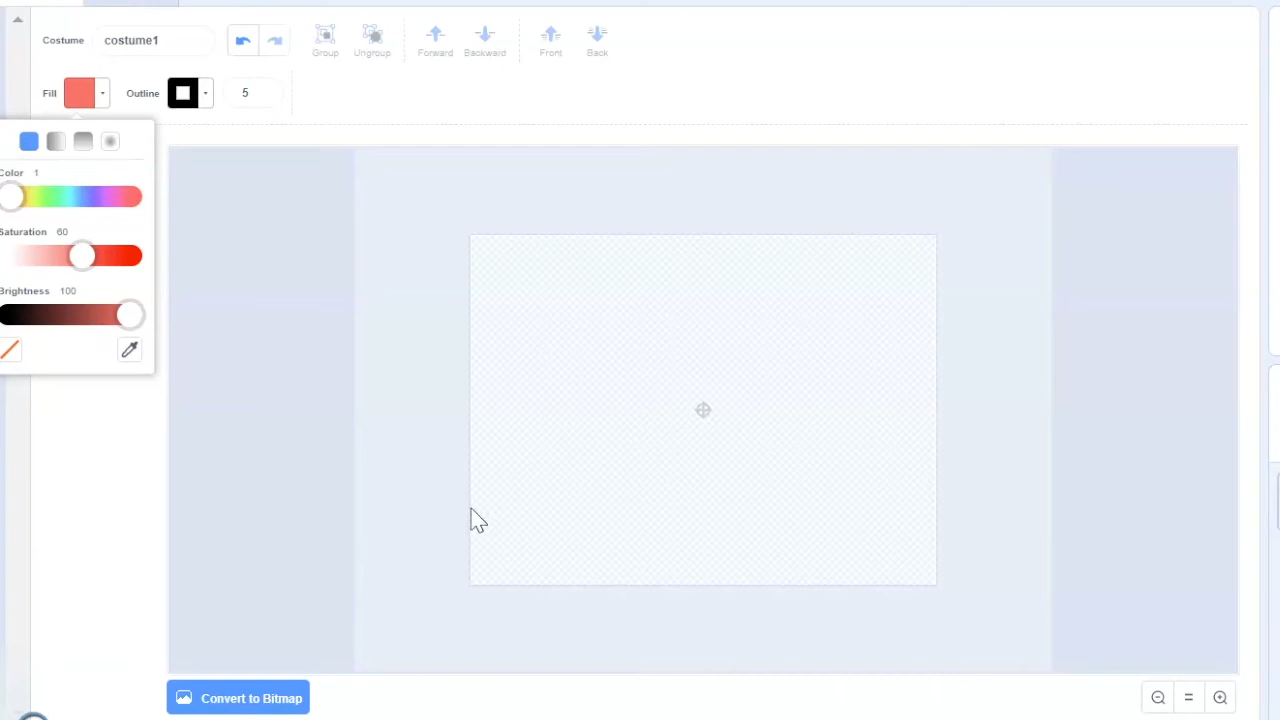 Costume costume1
Group Ungroup Forward Backward Front Back
Fill Outline 5
Color 1
Saturation 60
Brightness 100
Convert to Bitmap